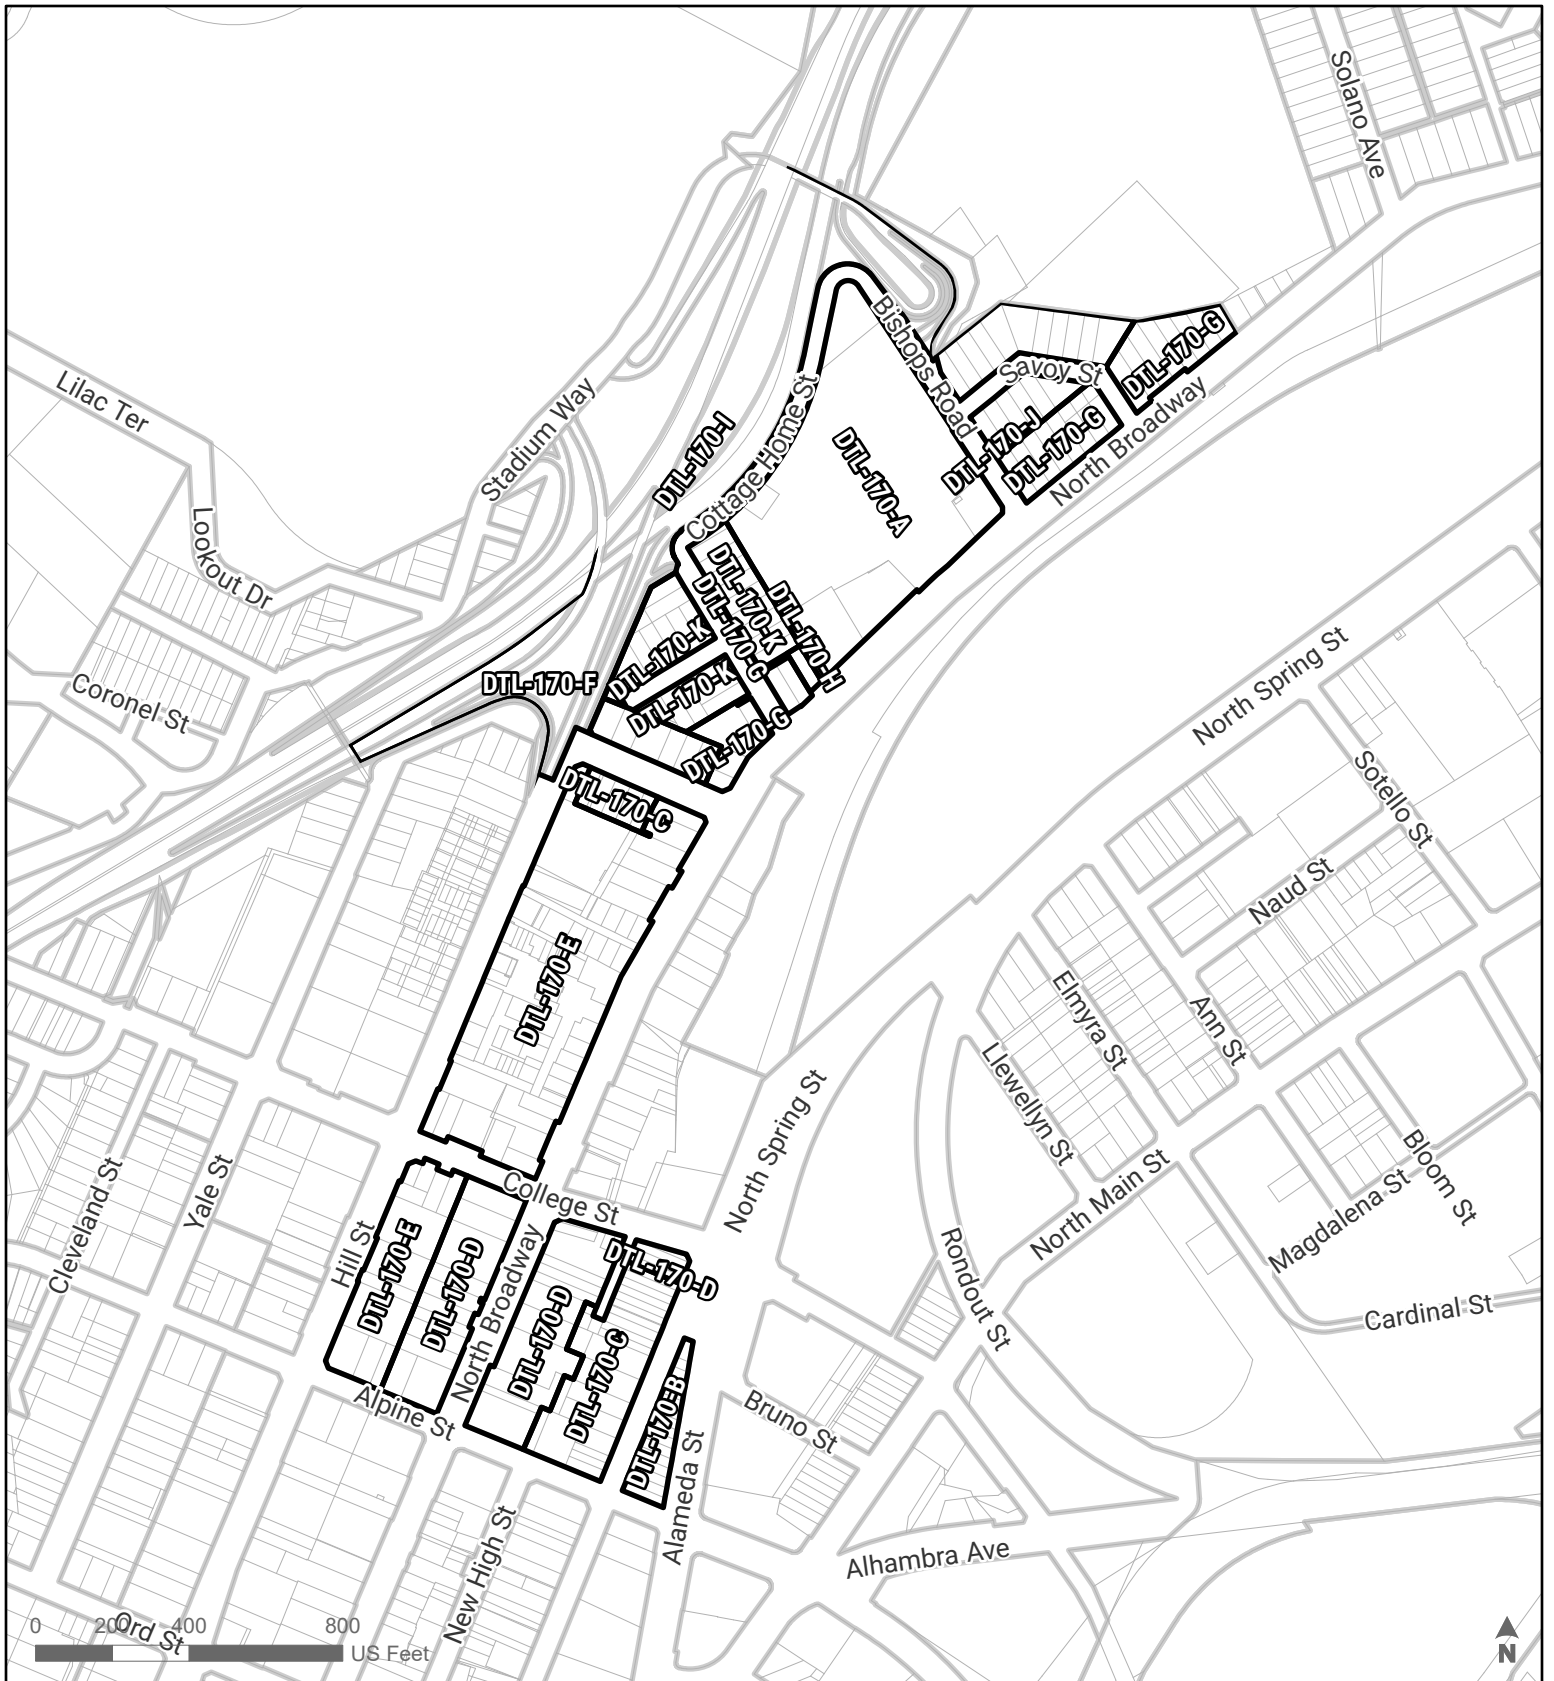 Solano Ave
Bishops Road
DTL-170-G
Savoy St
Lilac Ter
Stadium Way
DTL-170-I
Cottage Home St
DTL-170-A
DTL-170-J
DTL-170-G
North Broadway
Lookout Dr
DTL-170-K
DTL-170-G
DTL-170-H
DTL-170-K
DTL-170-K
DTL-170-F
DTL-170-G
Coronel St
North Spring St
Sotello St
DTL-170-C
Naud St
DTL-170-E
Elmyra St
Ann St
Llewellyn St
North Spring St
Bloom St
Magdalena St
North Main St
Cleveland St
Yale St
College St
Hill St
DTL-170-E
DTL-170-D
North Broadway
DTL-170-D
DTL-170-D
DTL-170-C
DTL-170-B
Rondout St
Cardinal St
Alpine St
Bruno St
Alameda St
New High St
Alhambra Ave
Ord St
0 200 400 800
US Feet
N